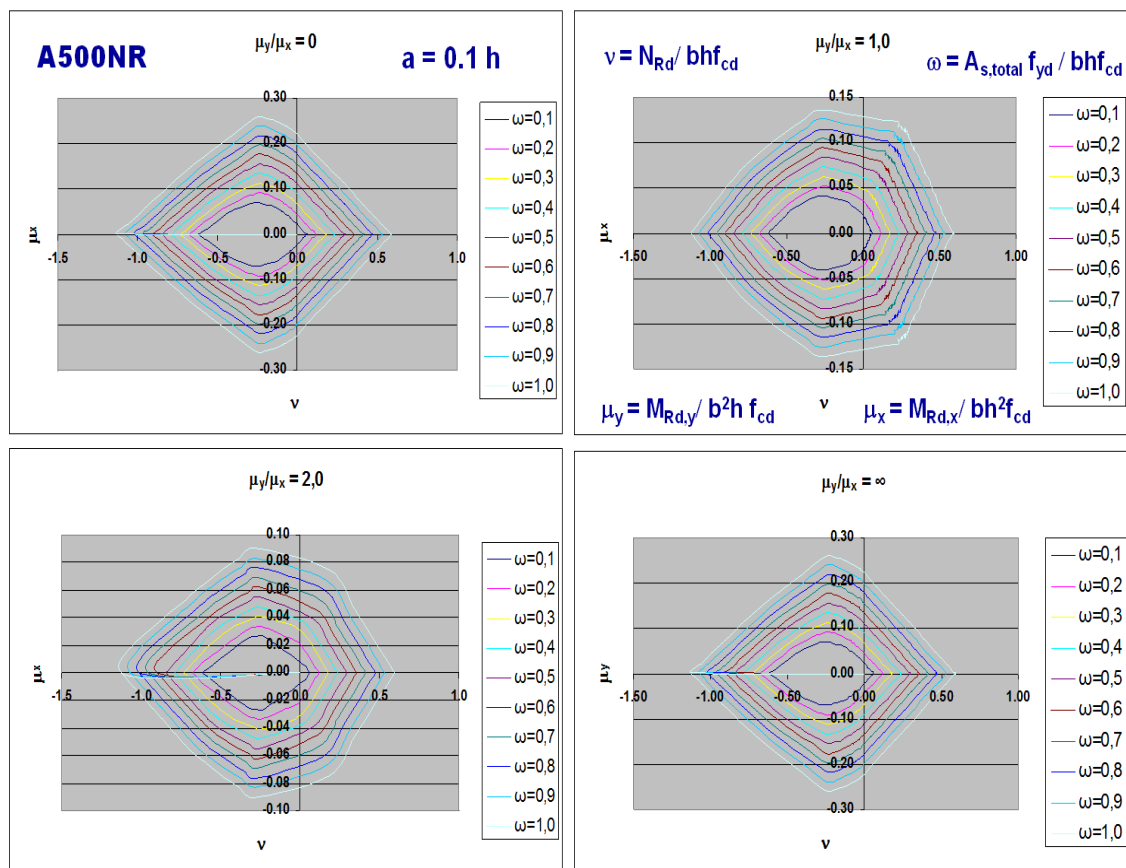 A500NR
μy/μx = 0
a = 0.1 h
0.30
0.20
0.10
0.00
-0.10
-0.20
-0.30
-1.5
-1.0
-0.5
0.0
0.5
1.0
μx
ν
ω=0,1
ω=0,2
ω=0,3
ω=0,4
ω=0,5
ω=0,6
ω=0,7
ω=0,8
ω=0,9
ω=1,0
ν = NRd/ bhfcd
μy/μx = 1,0
ω = As,total fyd / bhfcd
0.15
0.10
0.05
0.00
-0.05
-0.10
-0.15
-1.50
-1.00
-0.50
0.00
0.50
1.00
μx
ν
ω=0,1
ω=0,2
ω=0,3
ω=0,4
ω=0,5
ω=0,6
ω=0,7
ω=0,8
ω=0,9
ω=1,0
μy = MRd,y/ b²h fcd
μx = MRd,x/ bh²fcd
μy/μx = 2,0
0.10
0.08
0.06
0.04
0.02
0.00
-0.02
-0.04
-0.06
-0.08
-0.10
-1.5
-1.0
-0.5
0.0
0.5
1.0
μx
ν
ω=0,1
ω=0,2
ω=0,3
ω=0,4
ω=0,5
ω=0,6
ω=0,7
ω=0,8
ω=0,9
ω=1,0
μy/μx = ∞
0.30
0.20
0.10
0.00
-0.10
-0.20
-0.30
-1.50
-1.00
-0.50
0.00
0.50
1.00
μy
ν
ω=0,1
ω=0,2
ω=0,3
ω=0,4
ω=0,5
ω=0,6
ω=0,7
ω=0,8
ω=0,9
ω=1,0